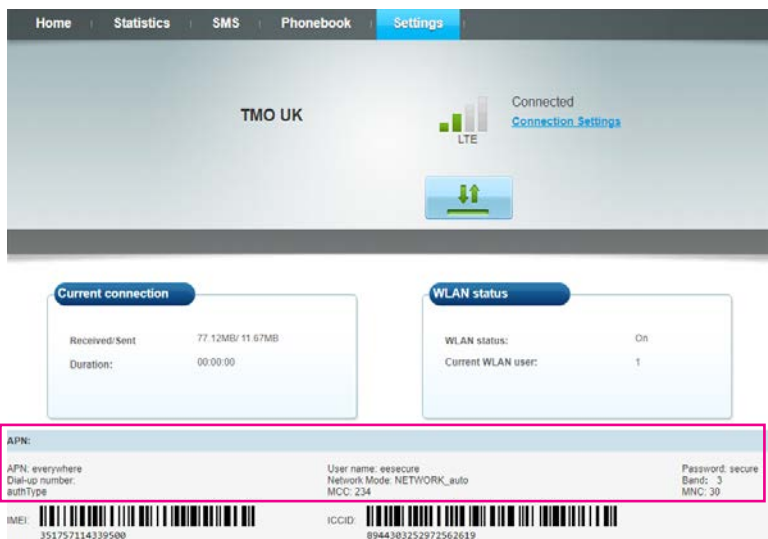 Home Statistics SMS Phonebook Settings
TMO UK
Connected
Connection Settings
LTE
Current connection
Received/Sent 77.12MB/ 11.67MB
Duration: 00:00:00
WLAN status
WLAN status: On
Current WLAN user: 1
APN:
APN: everywhere User name: eesecure Password: secure
Dial-up number: Network Mode: NETWORK_auto Band: 3
authType MCC: 234 MNC: 30
IMEI: ICCID:
351757114339500 8944303252972562619